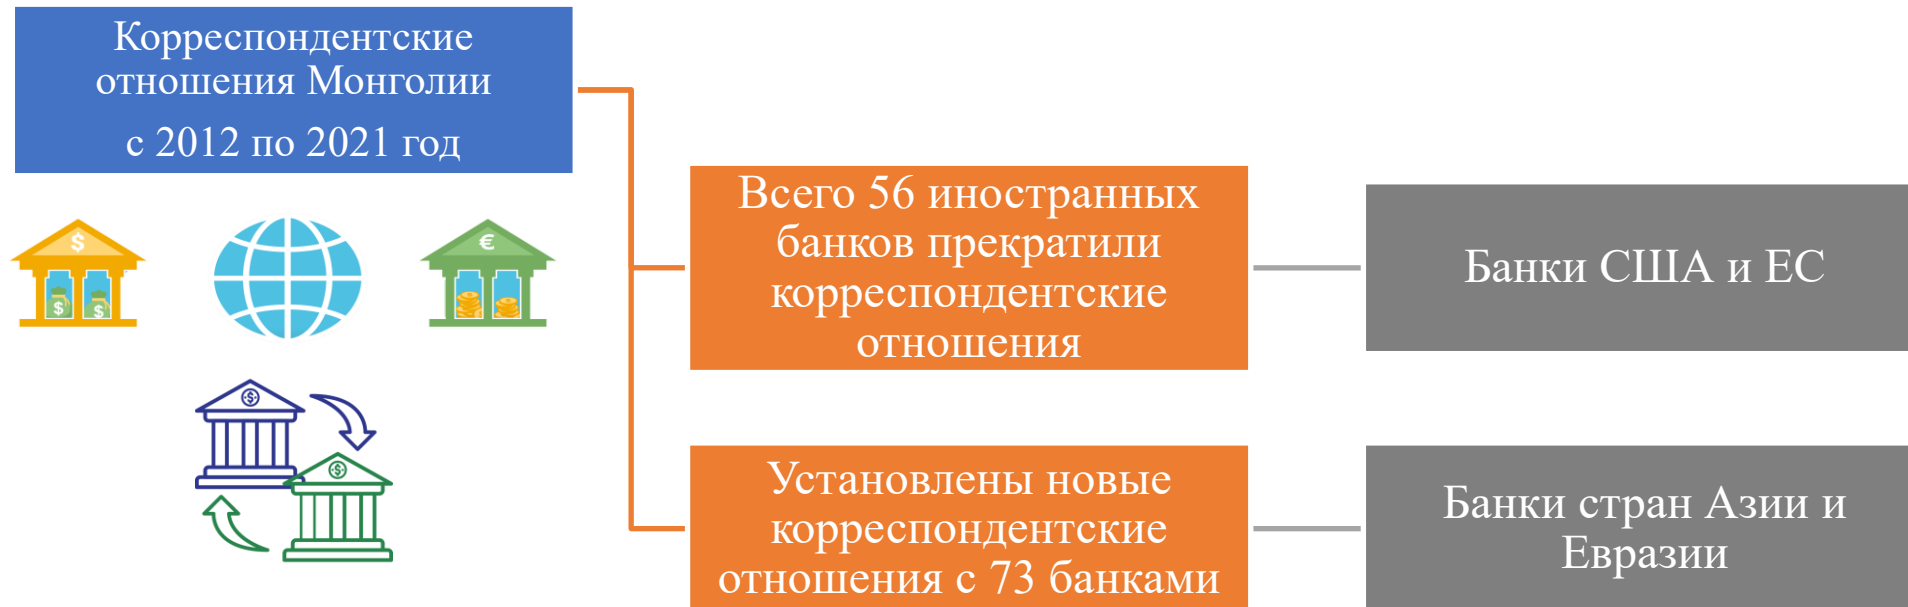 Корреспондентские
отношения Монголии
с 2012 по 2021 год
Всего 56 иностранных
банков прекратили
корреспондентские
отношения
Банки США и ЕС
Установлены новые
корреспондентские
отношения с 73 банками
Банки стран Азии и
Евразии
$
€
$
$
$
$